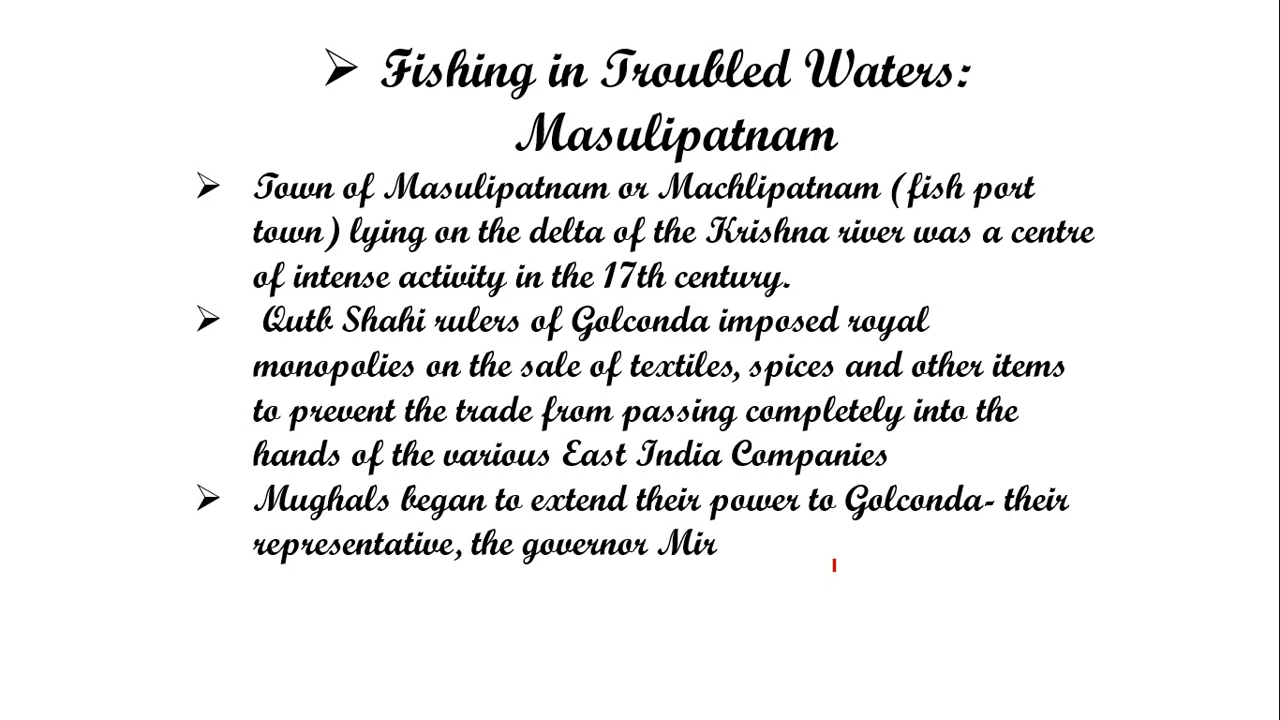 ➢ Fishing in Troubled Waters:
Masulipatnam
➢ Town of Masulipatnam or Machlipatnam (fish port
town) lying on the delta of the Krishna river was a centre
of intense activity in the 17th century.
➢ Qutb Shahi rulers of Golconda imposed royal
monopolies on the sale of textiles, spices and other items
to prevent the trade from passing completely into the
hands of the various East India Companies
➢ Mughals began to extend their power to Golconda- their
representative, the governor Mir